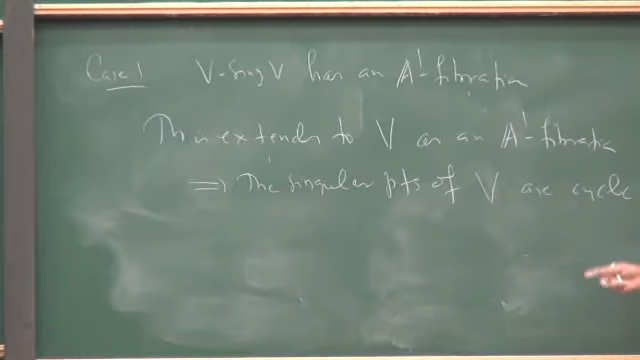 Case 1 V-Sing V has an A¹-fibration
This extends to V as an A¹-fibratio
⇒ The singular pts of V are cyclic